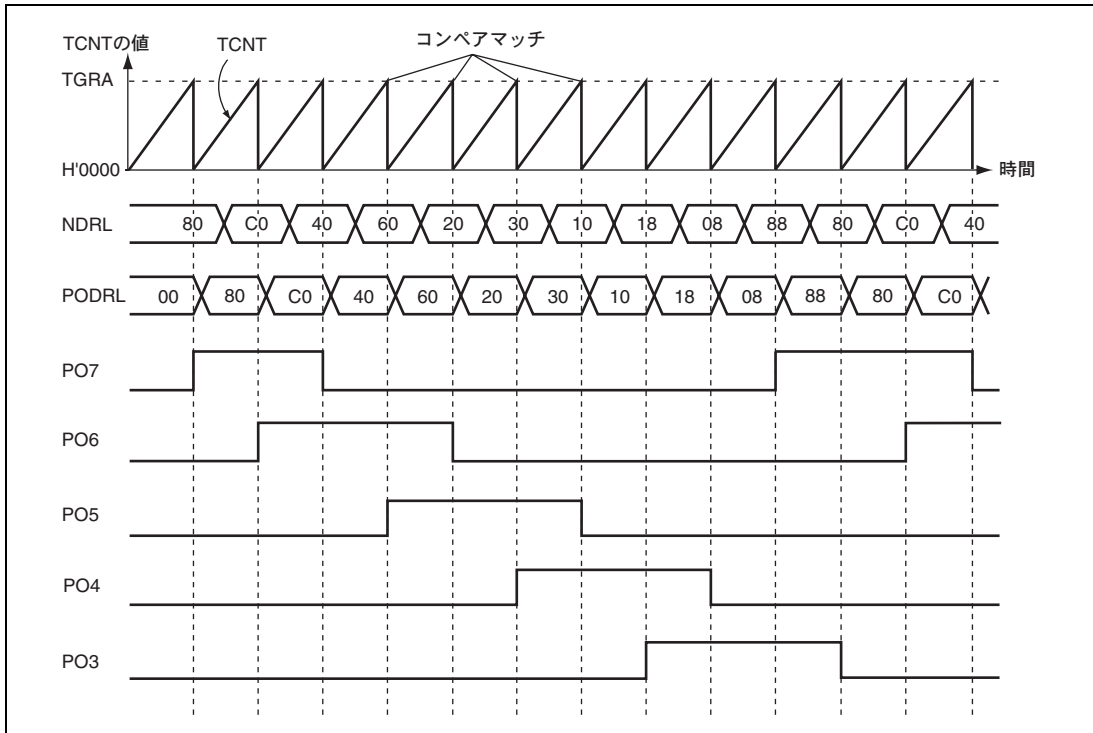 TCNTの値 TCNT コンペアマッチ
TGRA
H'0000 時間
NDRL 80 C0 40 60 20 30 10 18 08 88 80 C0 40
PODRL 00 80 C0 40 60 20 30 10 18 08 88 80 C0
PO7
PO6
PO5
PO4
PO3